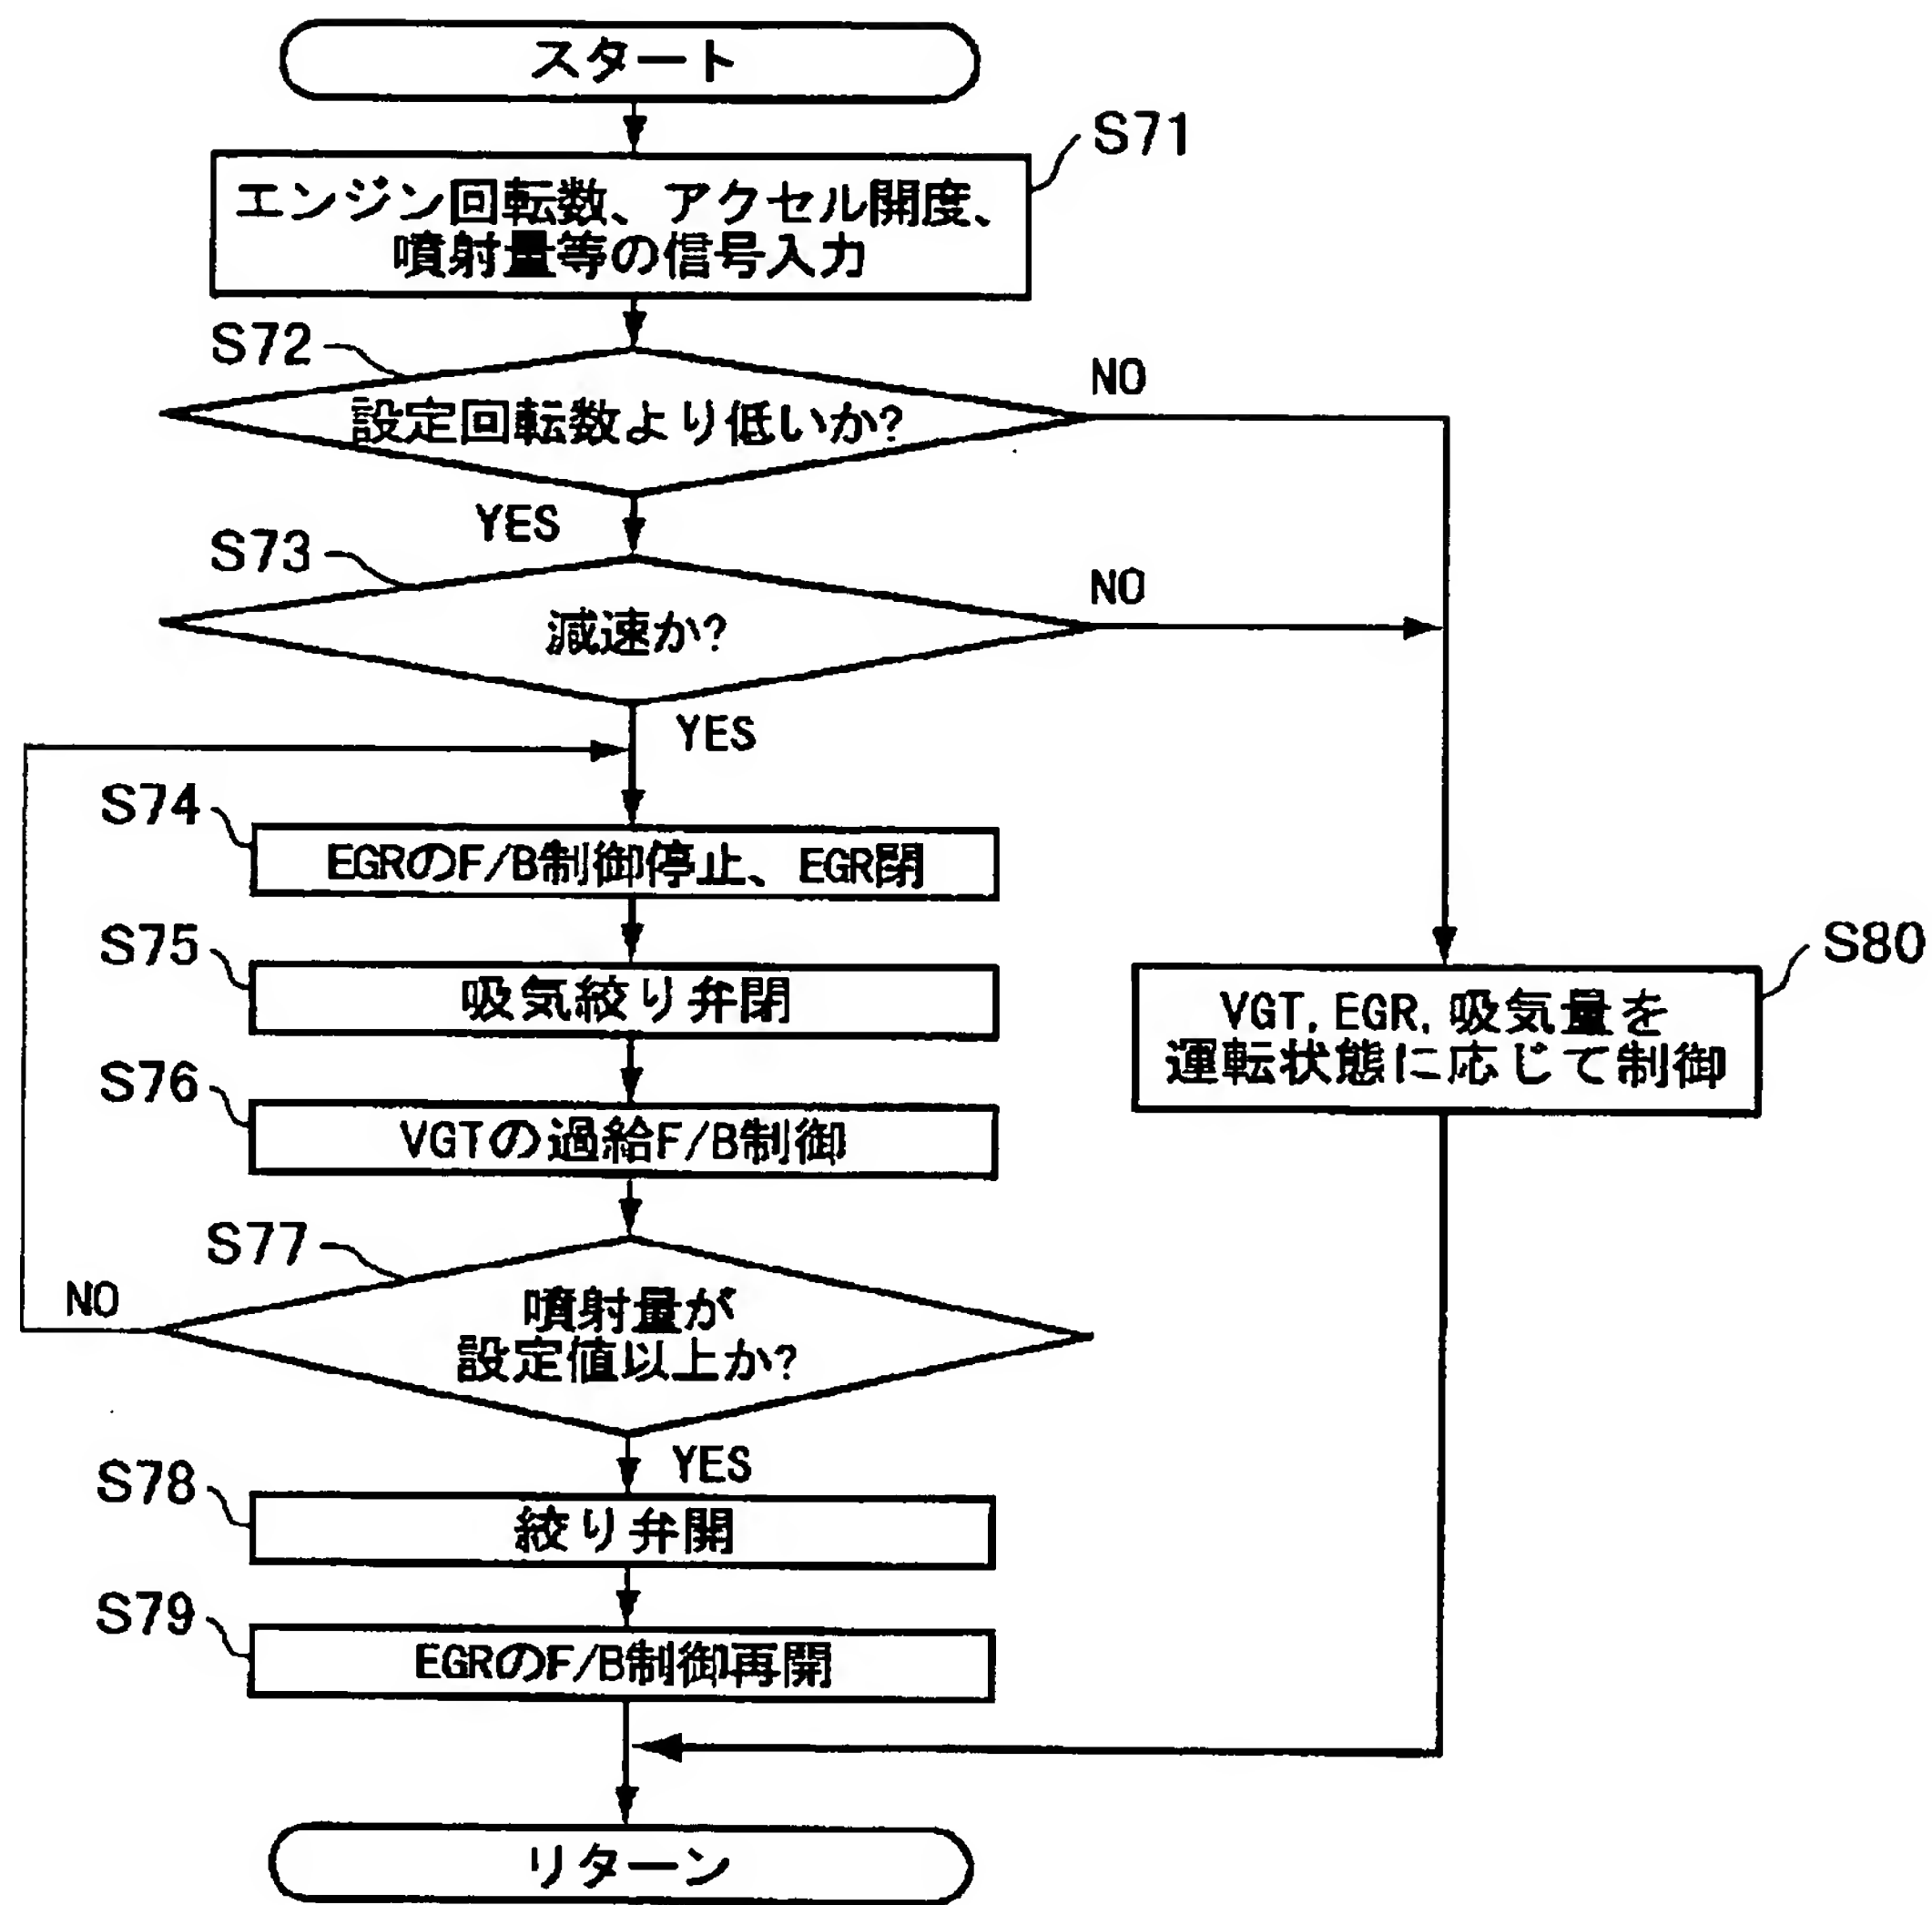 スタート
S71
エンジン回転数、アクセル開度、
噴射量等の信号入力
S72
設定回転数より低いか?
NO
YES
S73
減速か?
NO
YES
S74
EGRのF/B制御停止、EGR閉
S75
吸気絞り弁閉
S80
VGT,EGR,吸気量を
運転状態に応じて制御
S76
VGTの過給F/B制御
S77
噴射量が
設定値以上か?
NO
YES
S78
絞り弁開
S79
EGRのF/B制御再開
リターン